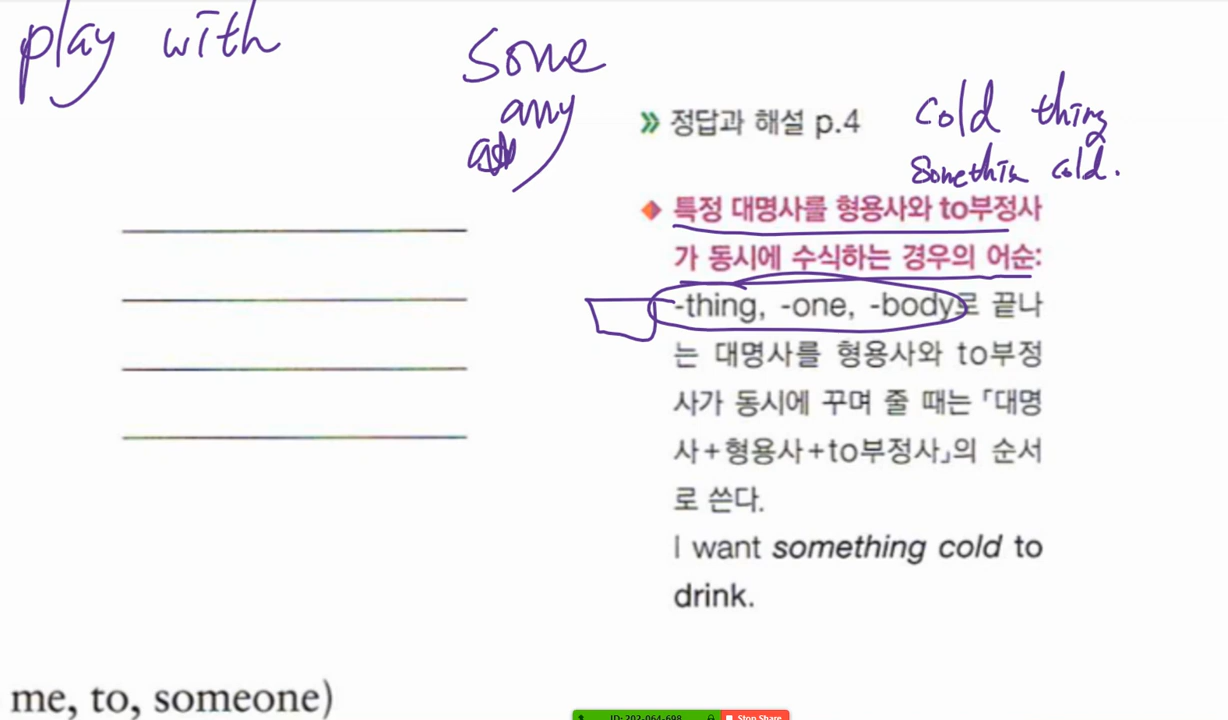 play with
some
any
cold thing
somethin cold.
» 정답과 해설 p.4
◆ 특정 대명사를 형용사와 to부정사
가 동시에 수식하는 경우의 어순:
-thing, -one, -body로 끝나
는 대명사를 형용사와 to부정
사가 동시에 꾸며 줄 때는 「대명
사+형용사+to부정사」의 순서
로 쓴다.
I want something cold to
drink.
me, to, someone)
ID: 202-064-698 Stop Share